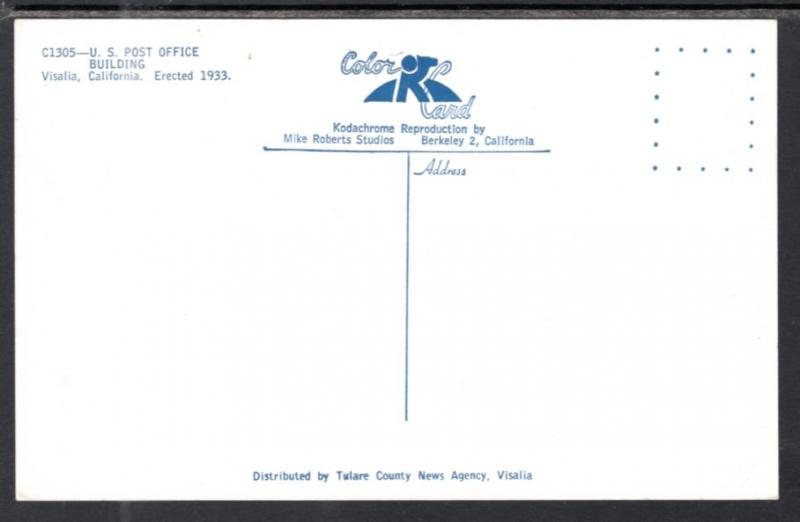 C1305—U. S. POST OFFICE
BUILDING
Visalia, California. Erected 1933.
Color
Card
Kodachrome Reproduction by
Mike Roberts Studios Berkeley 2, California
Address
Distributed by Tulare County News Agency, Visalia